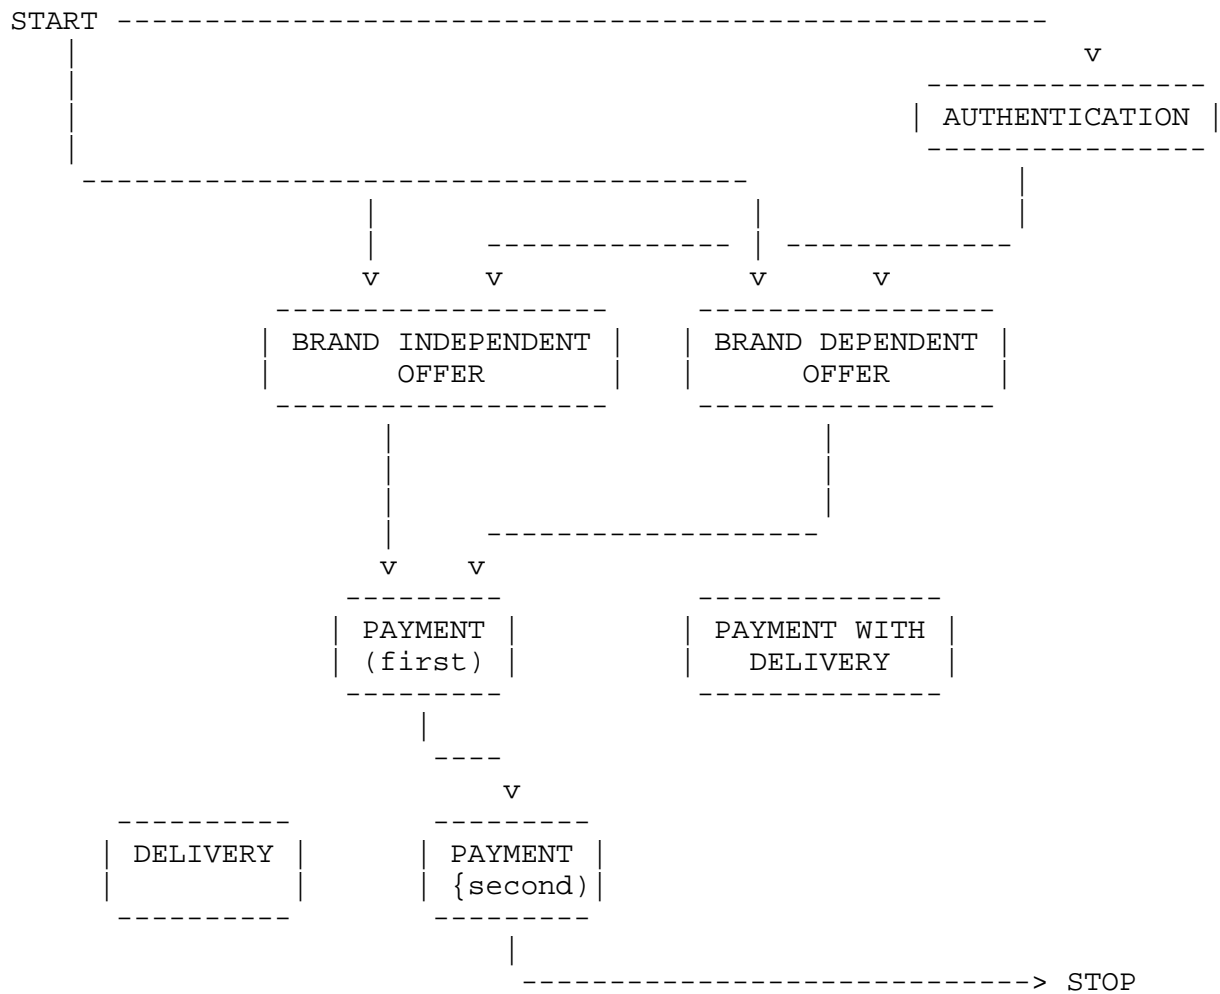 START
v
AUTHENTICATION
v v v v
BRAND INDEPENDENT BRAND DEPENDENT
OFFER OFFER
v v
PAYMENT PAYMENT WITH
(first) DELIVERY
v
DELIVERY PAYMENT
{second)
> STOP